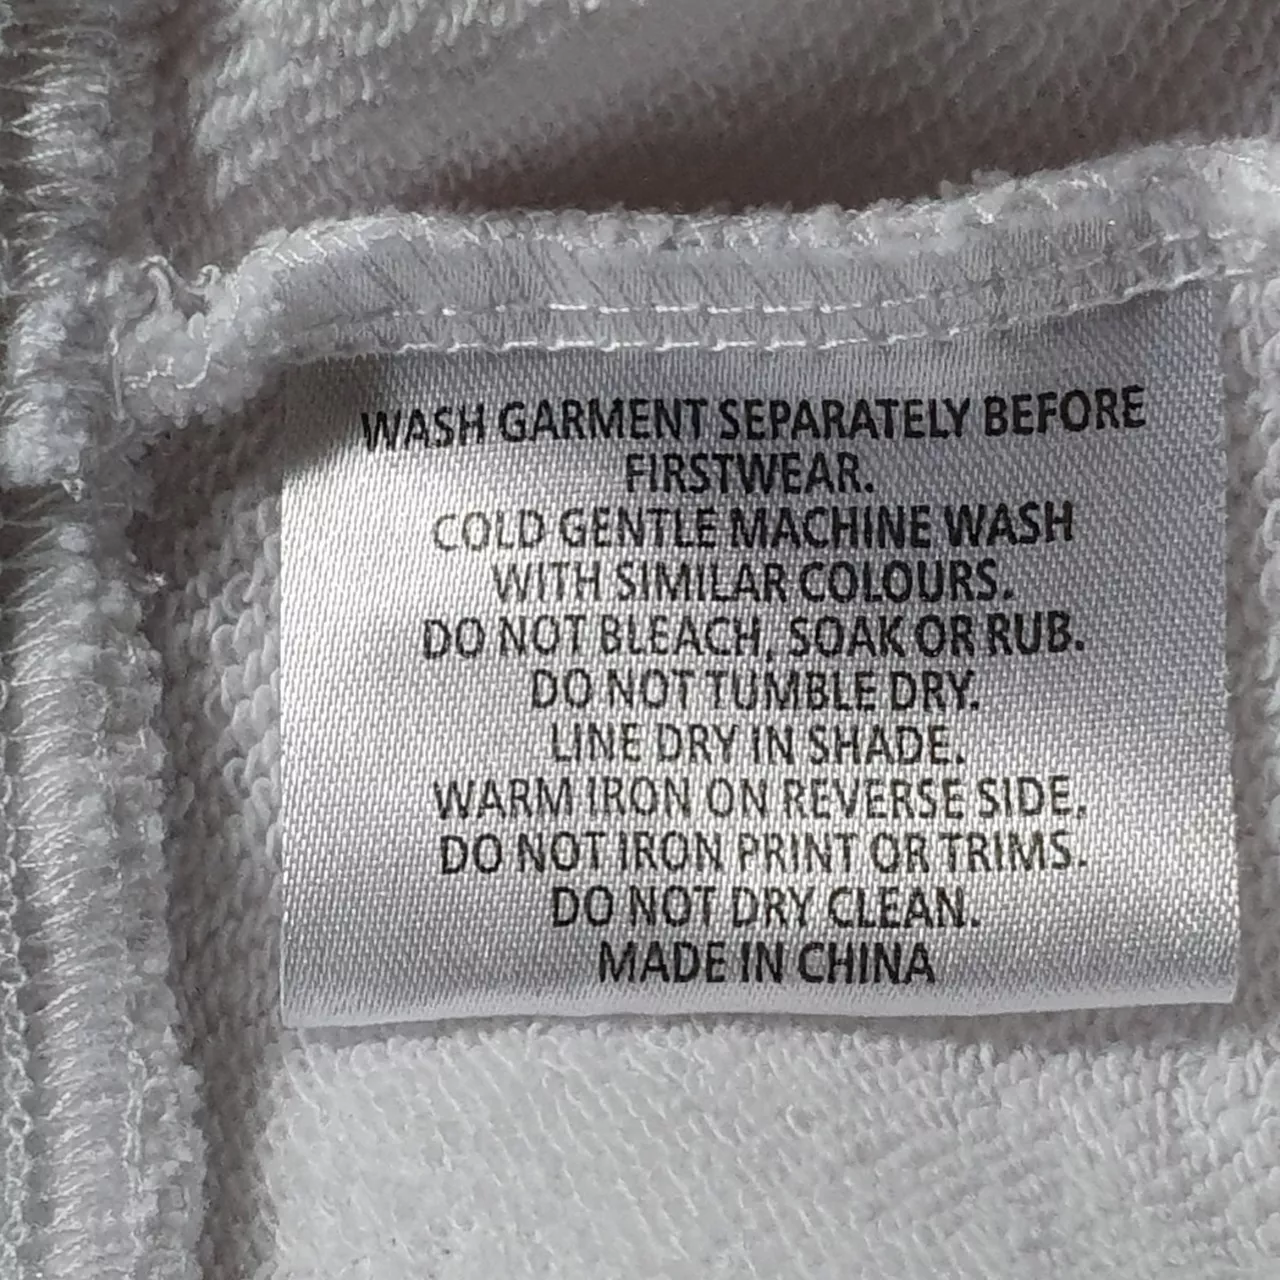 WASH GARMENT SEPARATELY BEFORE
FIRSTWEAR.
COLD GENTLE MACHINE WASH
WITH SIMILAR COLOURS.
DO NOT BLEACH, SOAK OR RUB.
DO NOT TUMBLE DRY.
LINE DRY IN SHADE.
WARM IRON ON REVERSE SIDE.
DO NOT IRON PRINT OR TRIMS.
DO NOT DRY CLEAN.
MADE IN CHINA